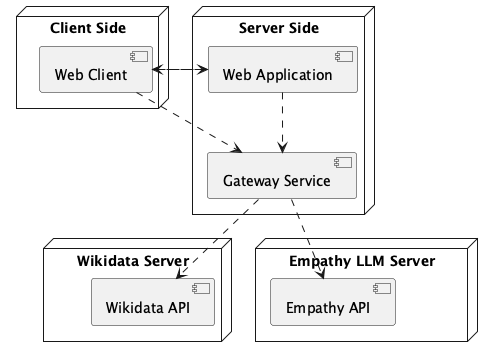 Client Side
Server Side
Web Client
Web Application
Gateway Service
Wikidata Server
Empathy LLM Server
Wikidata API
Empathy API